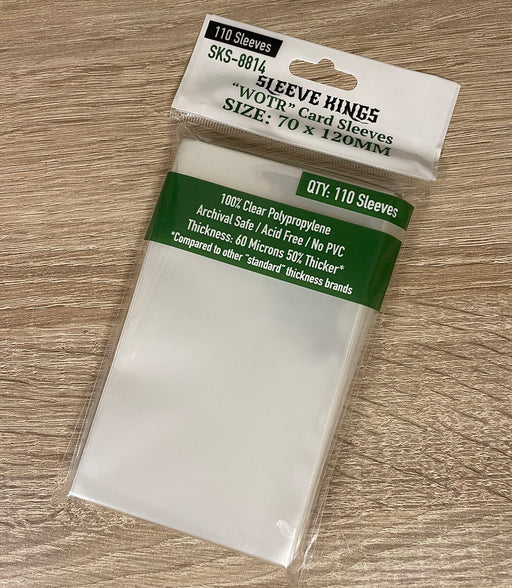 110 Sleeves
SKS-8814
SLEEVE KINGS
"WOTR" Card Sleeves
SIZE: 70 x 120MM
QTY: 110 Sleeves
100% Clear Polypropylene
Archival Safe / Acid Free / No PVC
Thickness: 60 Microns 50% Thicker*
*Compared to other "standard" thickness brands